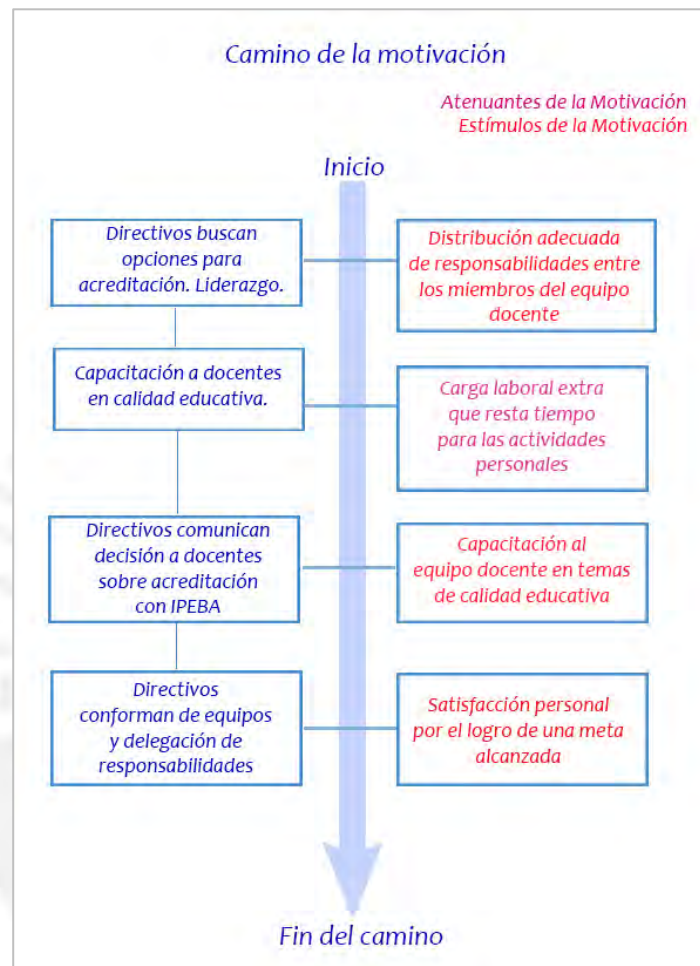 Camino de la motivación
Atenuantes de la Motivación
Estímulos de la Motivación
Inicio
Directivos buscan
opciones para
acreditación. Liderazgo.
Distribución adecuada
de responsabilidades entre
los miembros del equipo
docente
Capacitación a docentes
en calidad educativa.
Carga laboral extra
que resta tiempo
para las actividades
personales
Directivos comunican
decisión a docentes
sobre acreditación
con IPEBA
Capacitación al
equipo docente en temas
de calidad educativa
Directivos
conforman de equipos
y delegación de
responsabilidades
Satisfacción personal
por el logro de una meta
alcanzada
Fin del camino